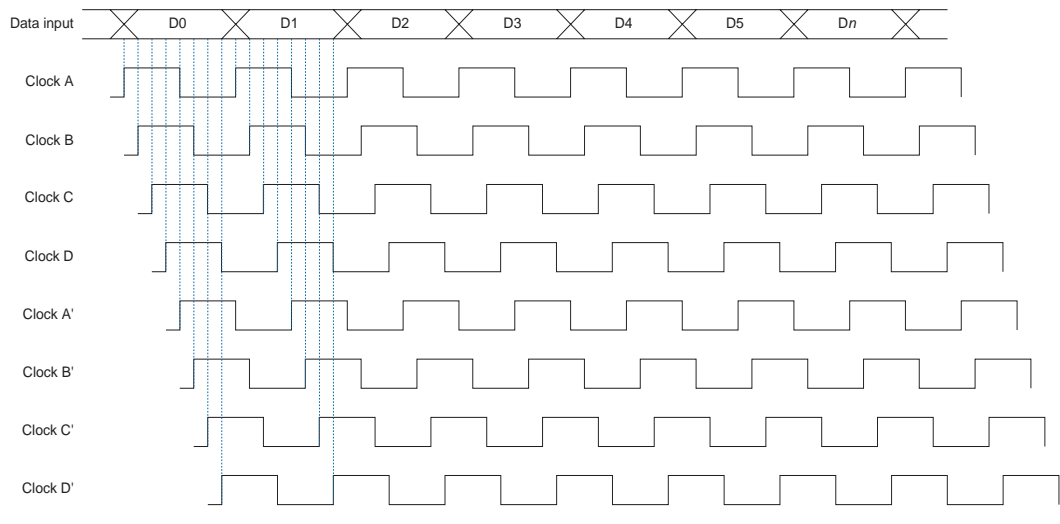 Data input D0 D1 D2 D3 D4 D5 Dn
Clock A
Clock B
Clock C
Clock D
Clock A'
Clock B'
Clock C'
Clock D'